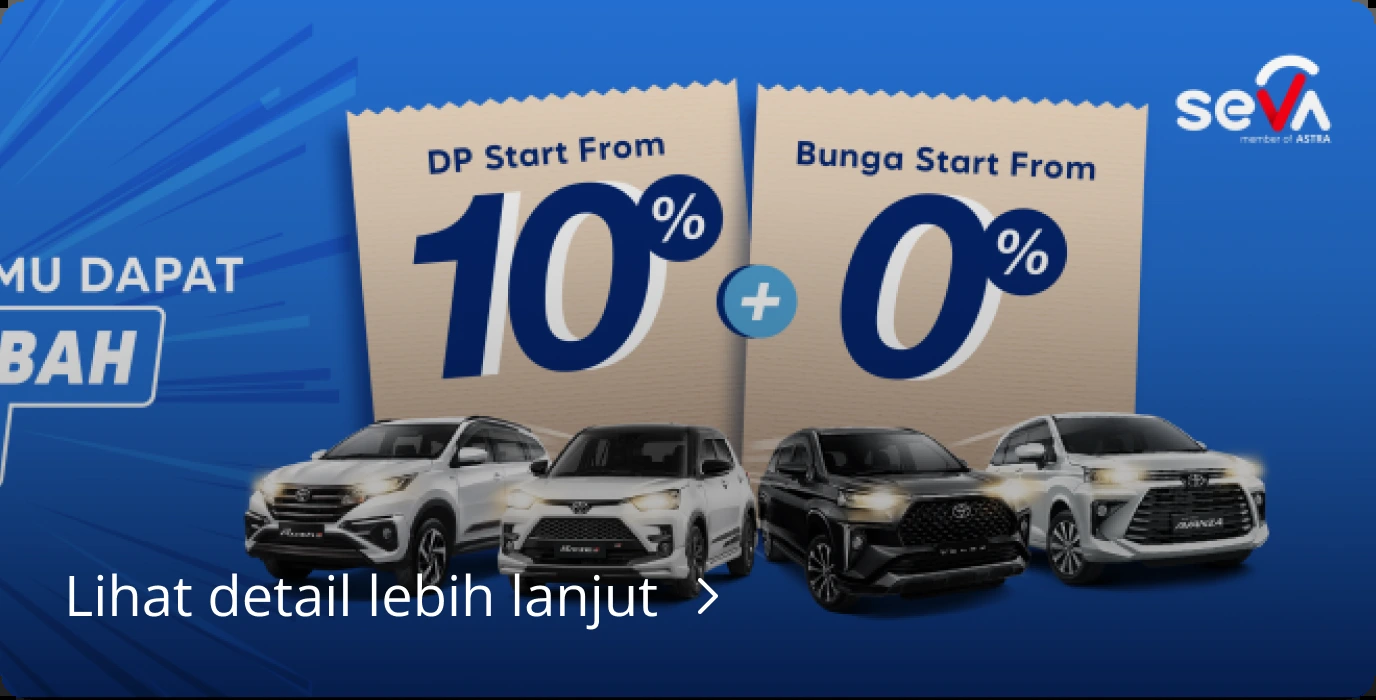 seva
member of ASTRA
DP Start From
10%
+
Bunga Start From
0%
MU DAPAT
BAH
AVANZA
Lihat detail lebih lanjut >